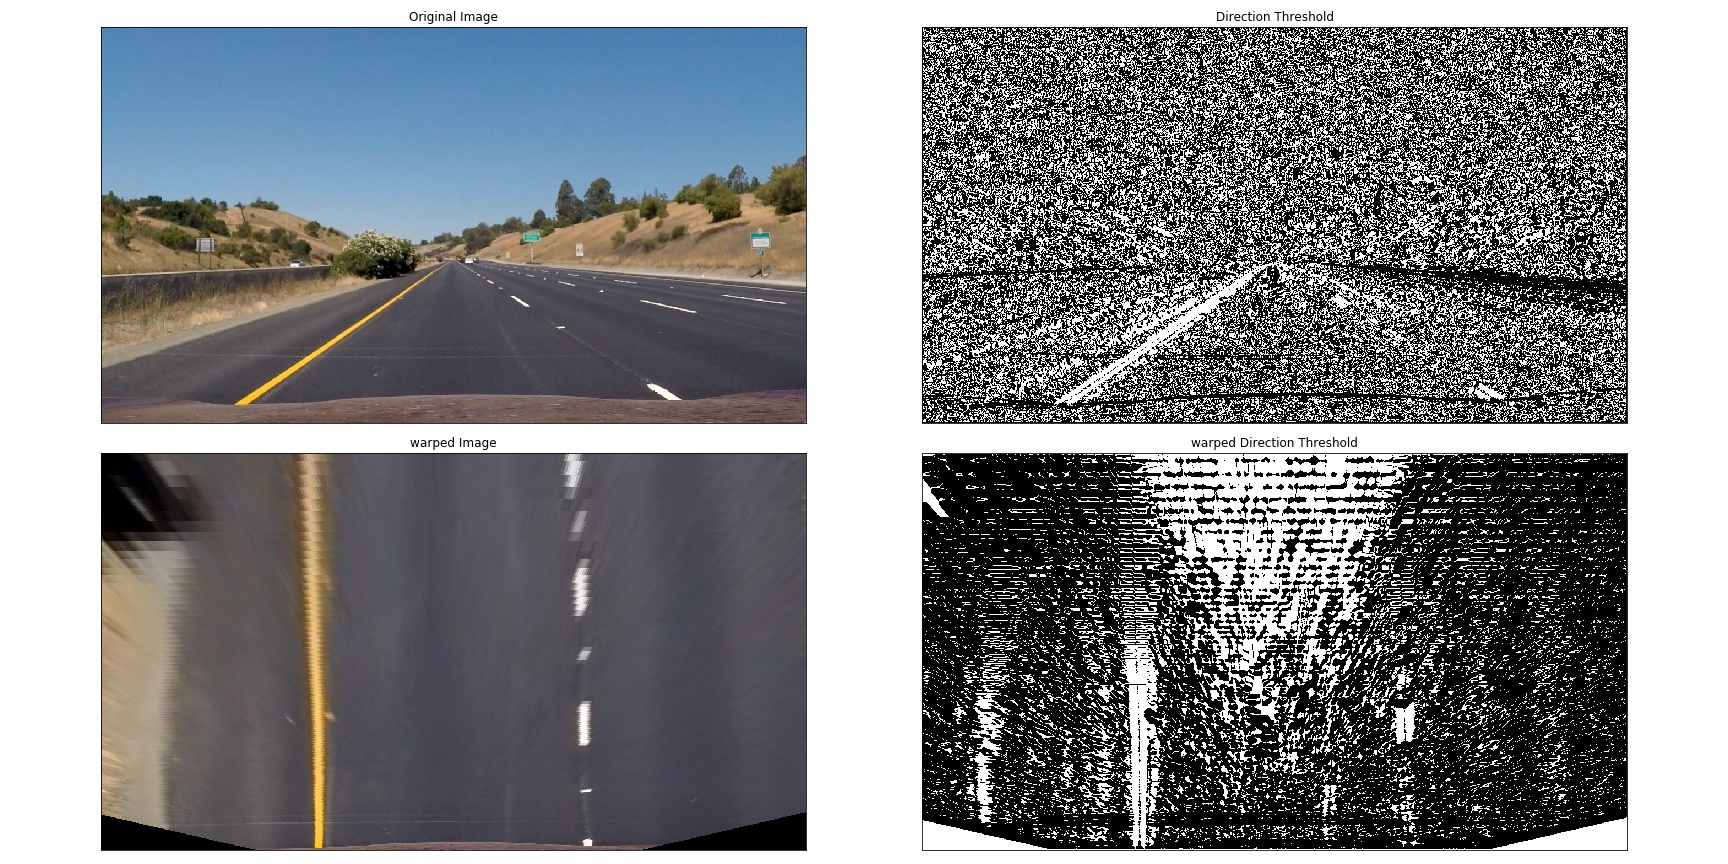 Original Image
Direction Threshold
warped Image
warped Direction Threshold